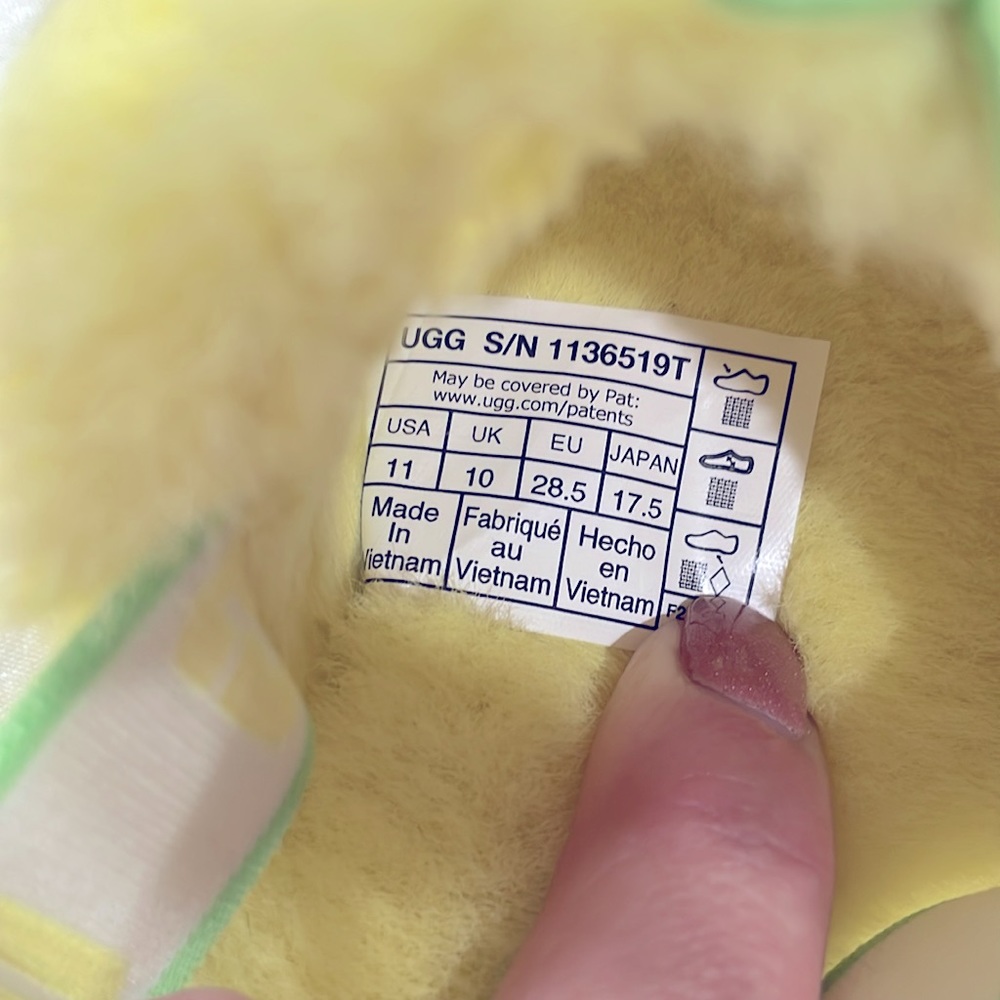 UGG S/N 1136519T
May be covered by Pat:
www.ugg.com/patents
USA UK EU JAPAN
11 10 28.5 17.5
Made In Vietnam
Fabriqué au Vietnam
Hecho en Vietnam